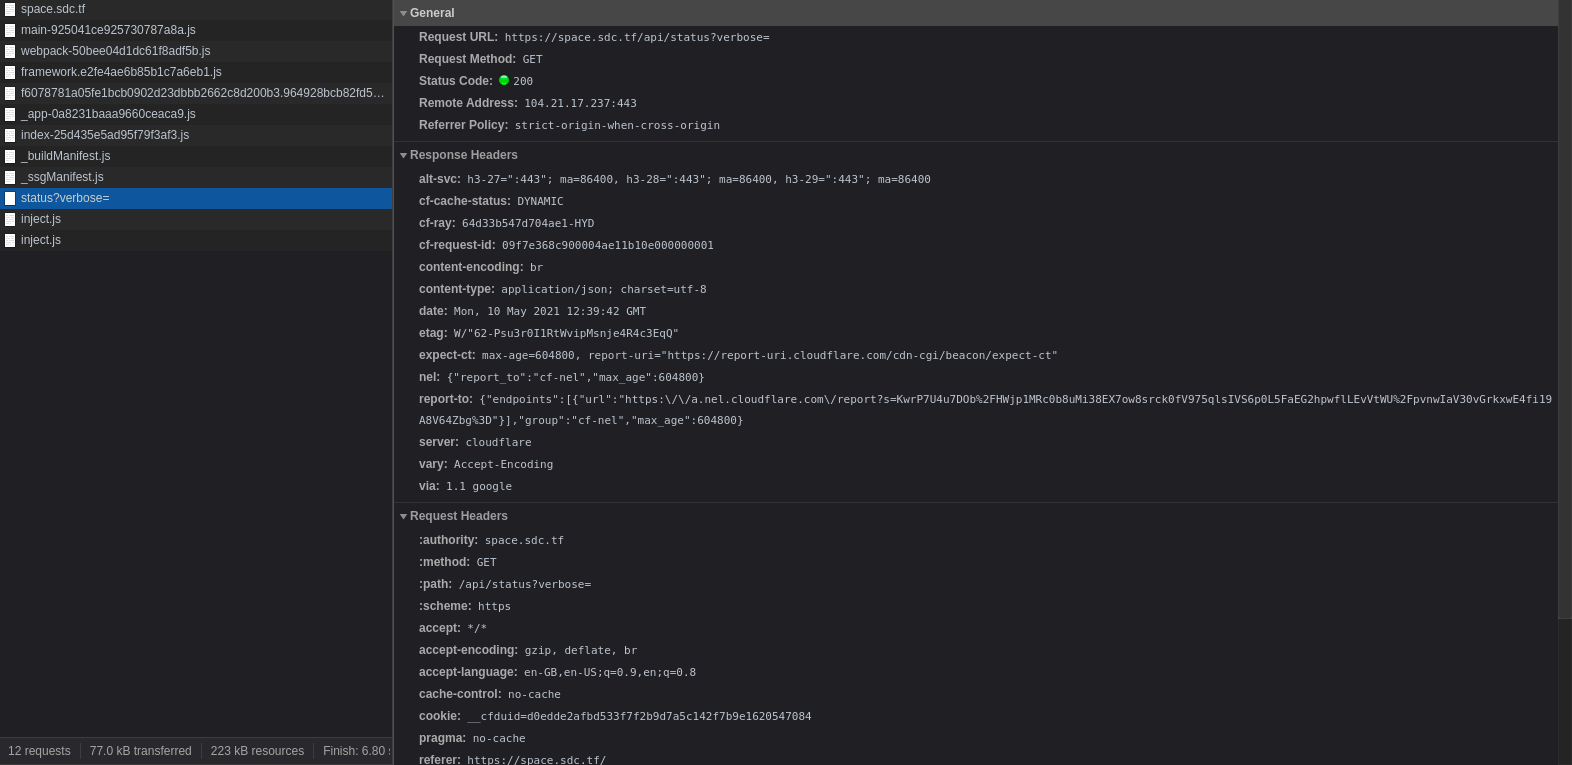 space.sdc.tf
main-925041ce925730787a8a.js
webpack-50bee04d1dc61f8adf5b.js
framework.e2fe4ae6b85b1c7a6eb1.js
f6078781a05fe1bcb0902d23dbbb2662c8d200b3.964928bcb82fd5…
_app-0a8231baaa9660ceaca9.js
index-25d435e5ad95f79f3af3.js
_buildManifest.js
_ssgManifest.js
status?verbose=
inject.js
inject.js
12 requests 77.0 kB transferred 223 kB resources Finish: 6.80 s
General
Request URL: https://space.sdc.tf/api/status?verbose=
Request Method: GET
Status Code: 200
Remote Address: 104.21.17.237:443
Referrer Policy: strict-origin-when-cross-origin
Response Headers
alt-svc: h3-27=":443"; ma=86400, h3-28=":443"; ma=86400, h3-29=":443"; ma=86400
cf-cache-status: DYNAMIC
cf-ray: 64d33b547d704ae1-HYD
cf-request-id: 09f7e368c900004ae11b10e000000001
content-encoding: br
content-type: application/json; charset=utf-8
date: Mon, 10 May 2021 12:39:42 GMT
etag: W/"62-Psu3r0I1RtWvipMsnje4R4c3EqQ"
expect-ct: max-age=604800, report-uri="https://report-uri.cloudflare.com/cdn-cgi/beacon/expect-ct"
nel: {"report_to":"cf-nel","max_age":604800}
report-to: {"endpoints":[{"url":"https:\/\/a.nel.cloudflare.com\/report?s=KwrP7U4u7DOb%2FHWjp1MRc0b8uMi38EX7ow8srck0fV975qlsIVS6p0L5FaEG2hpwflLEvVtWU%2FpvnwIaV30vGrkxwE4fi19
A8V64Zbg%3D"}],"group":"cf-nel","max_age":604800}
server: cloudflare
vary: Accept-Encoding
via: 1.1 google
Request Headers
:authority: space.sdc.tf
:method: GET
:path: /api/status?verbose=
:scheme: https
accept: */*
accept-encoding: gzip, deflate, br
accept-language: en-GB,en-US;q=0.9,en;q=0.8
cache-control: no-cache
cookie: __cfduid=d0edde2afbd533f7f2b9d7a5c142f7b9e1620547084
pragma: no-cache
referer: https://space.sdc.tf/